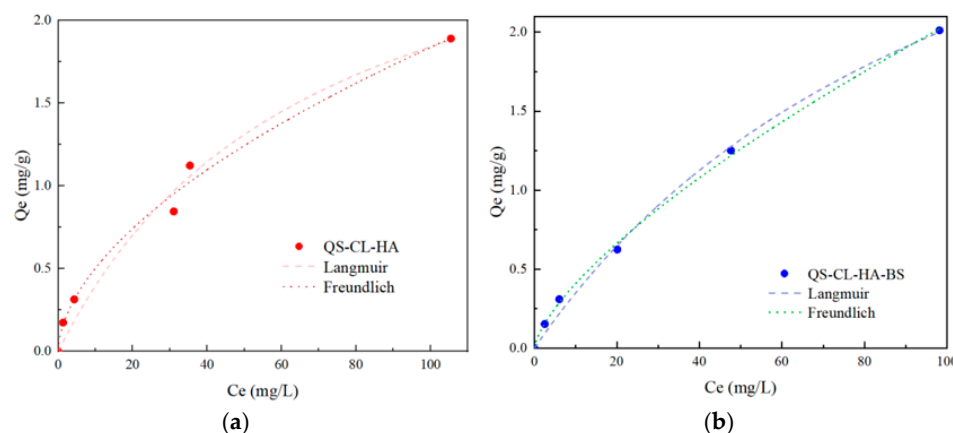 2.0
1.5
1.0
0.5
0.0
Qe (mg/g)
QS-CL-HA
Langmuir
Freundlich
0 20 40 60 80 100
Ce (mg/L)
(a)
2.0
1.5
1.0
0.5
0.0
Qe (mg/g)
QS-CL-HA-BS
Langmuir
Freundlich
0 20 40 60 80 100
Ce (mg/L)
(b)